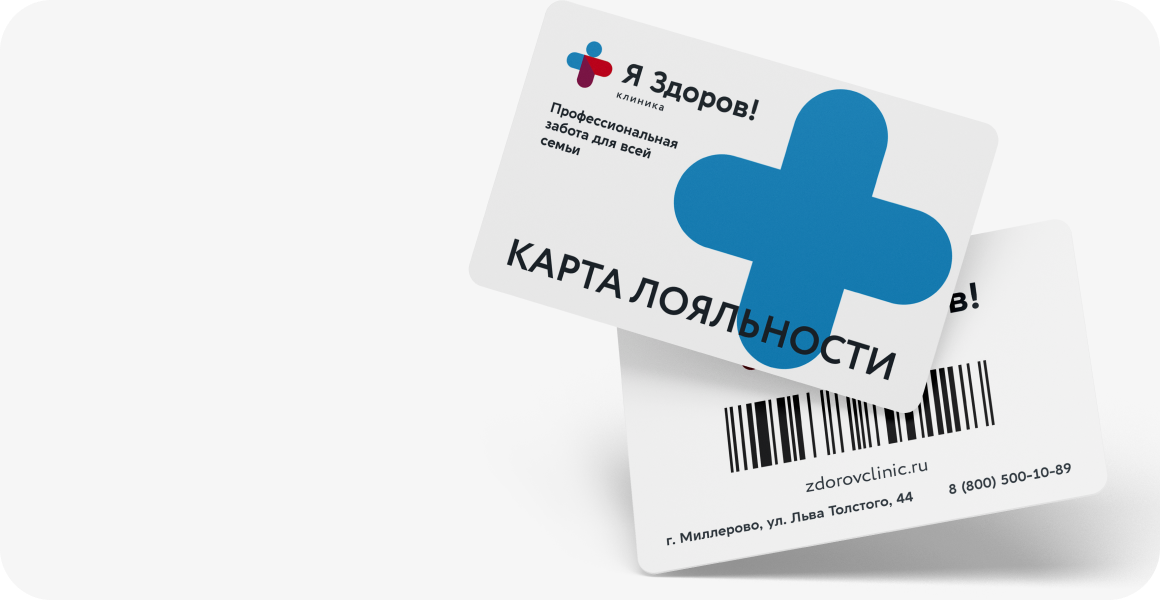 Я Здоров!
клиника
Профессиональная
забота для всей
семьи
КАРТА ЛОЯЛЬНОСТИ
в!
zdorovclinic.ru
г. Миллерово, ул. Льва Толстого, 44 8 (800) 500-10-89